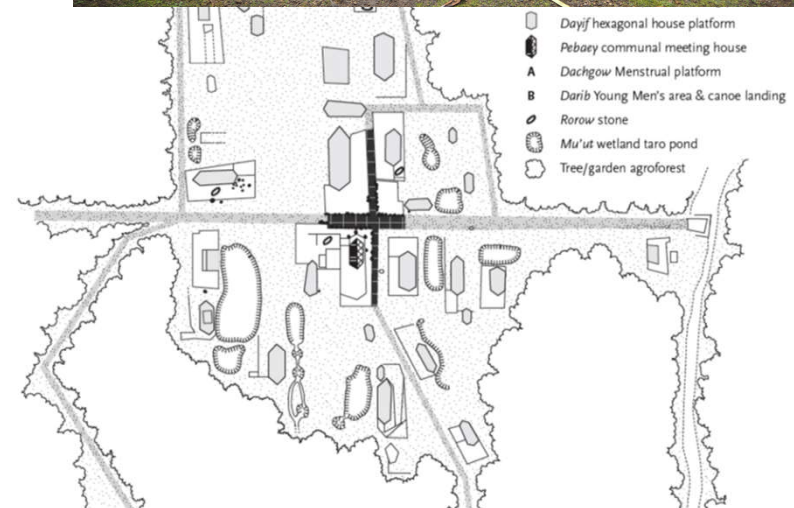 Dayif hexagonal house platform
Pebaey communal meeting house
A Dachgow Menstrual platform
B Darib Young Men's area & canoe landing
Rorow stone
Mu'ut wetland taro pond
Tree/garden agroforest